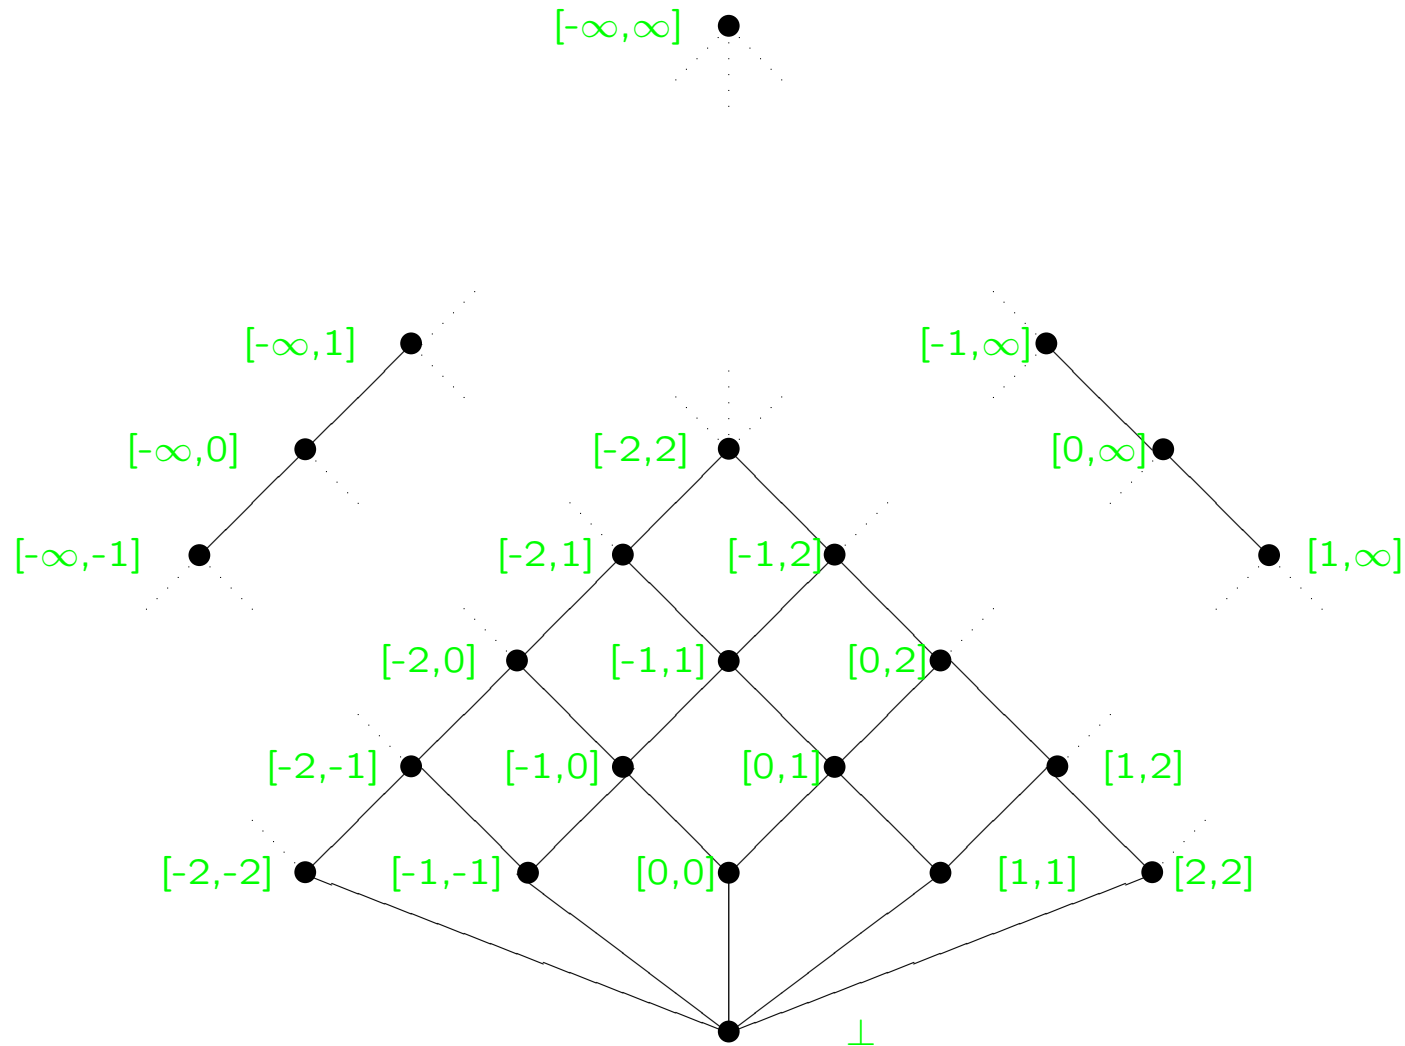 [-∞,∞]
[-∞,1] [-1,∞]
[-∞,0] [-2,2] [0,∞]
[-∞,-1] [-2,1] [-1,2] [1,∞]
[-2,0] [-1,1] [0,2]
[-2,-1] [-1,0] [0,1] [1,2]
[-2,-2] [-1,-1] [0,0] [1,1] [2,2]
⊥